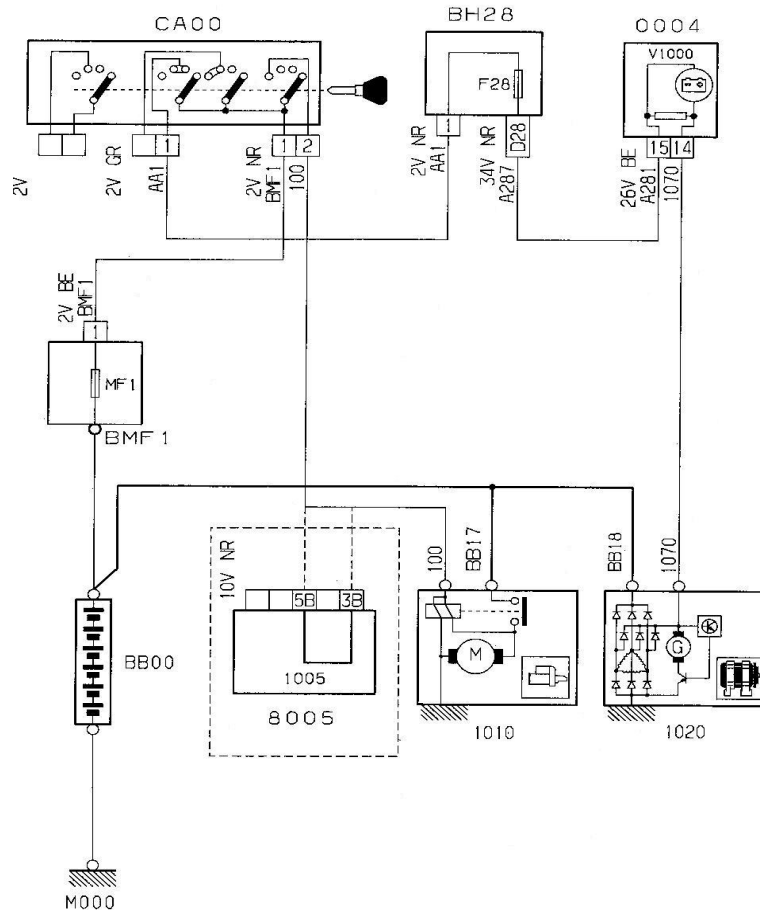 CA00
BH28
0004
V1000
F28
1
1 2
1
D28
15 14
2V
2V GR
AA1
2V NR
BMF1
100
2V NR
AA1
34V NR
A287
26V BE
A281
1070
2V BE
BMF1
1
MF1
BMF1
10V NR
100
BB17
BB18
1070
5B 3B
BB00
1005
8005
M
1010
G
1020
M000